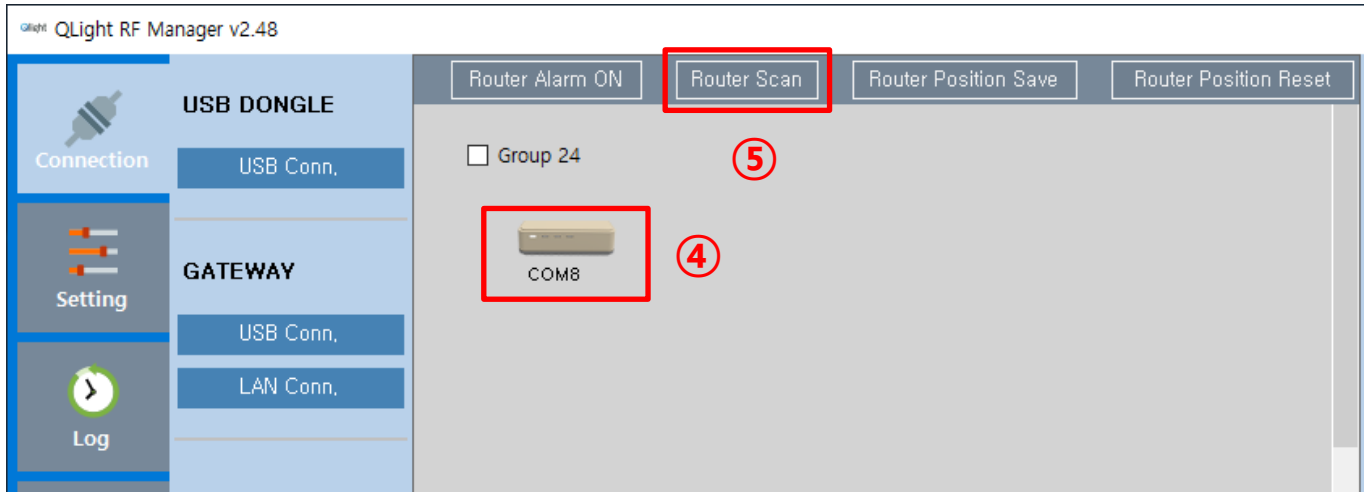 QLight QLight RF Manager v2.48
Connection
Setting
Log
USB DONGLE
USB Conn,
GATEWAY
USB Conn,
LAN Conn,
Router Alarm ON
Router Scan
Router Position Save
Router Position Reset
Group 24
⑤
COM8
④